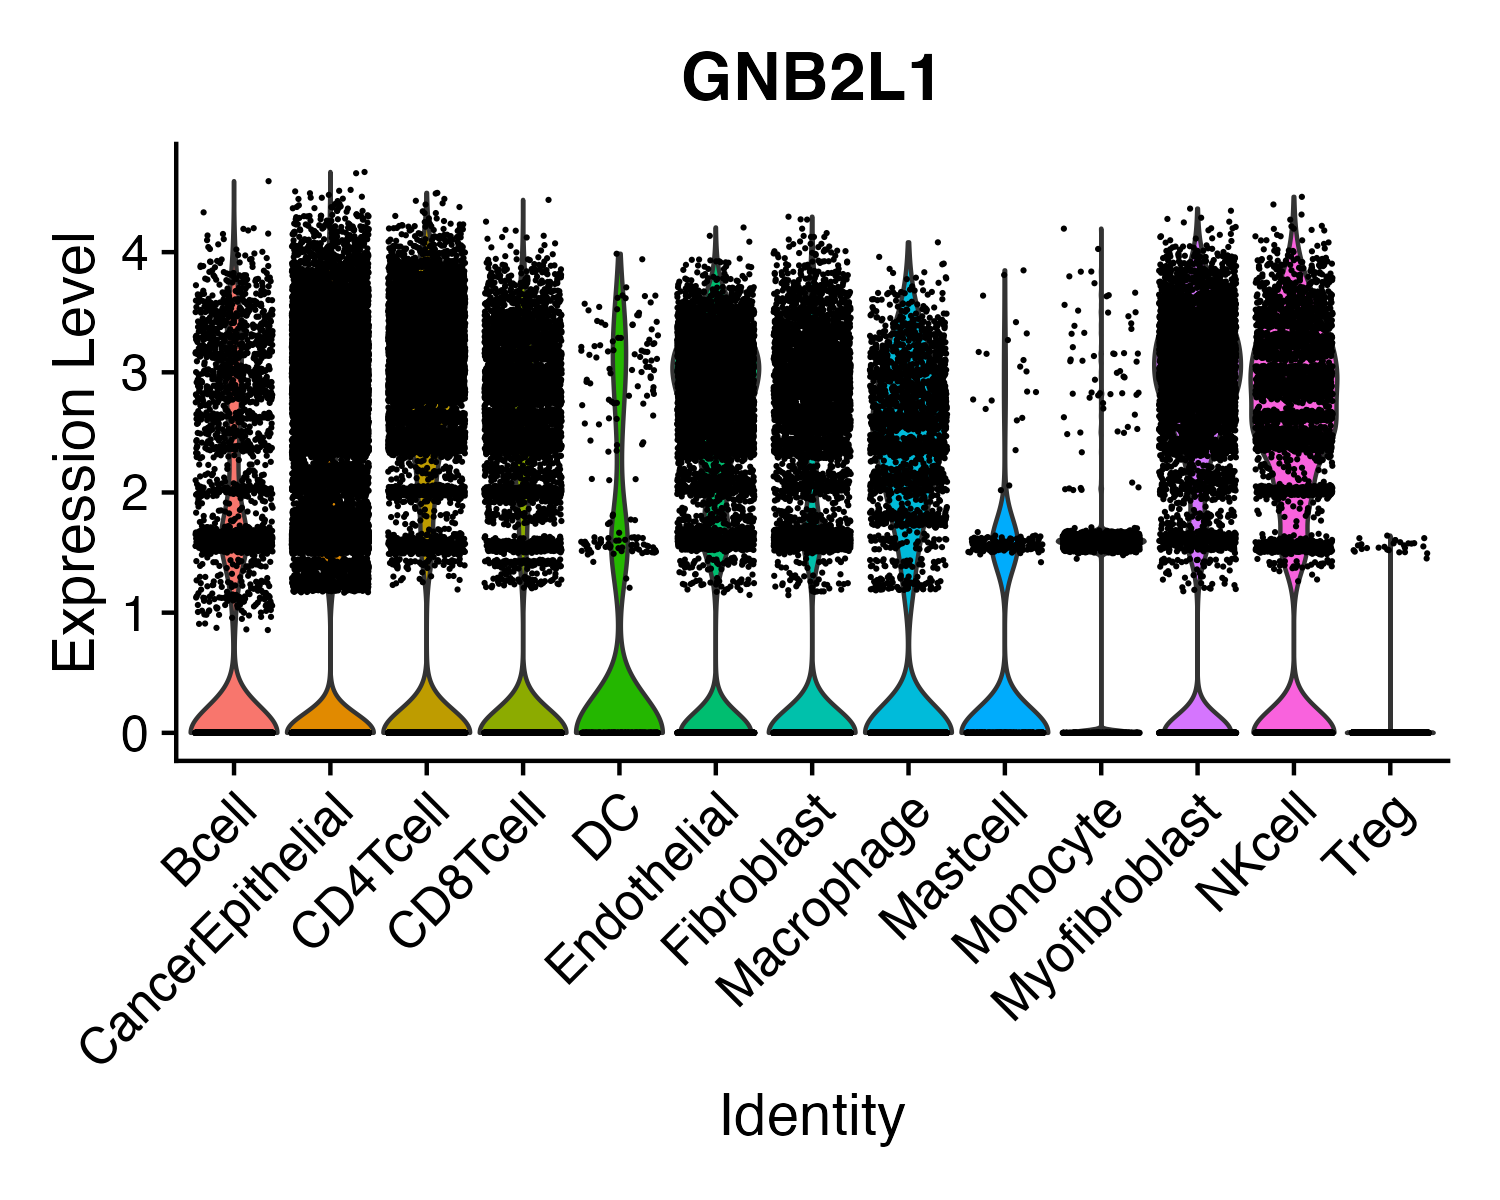 GNB2L1
Expression Level
4
3
2
1
0
Bcell
CancerEpithelial
CD4Tcell
CD8Tcell
DC
Endothelial
Fibroblast
Macrophage
Mastcell
Monocyte
Myofibroblast
NKcell
Treg
Identity